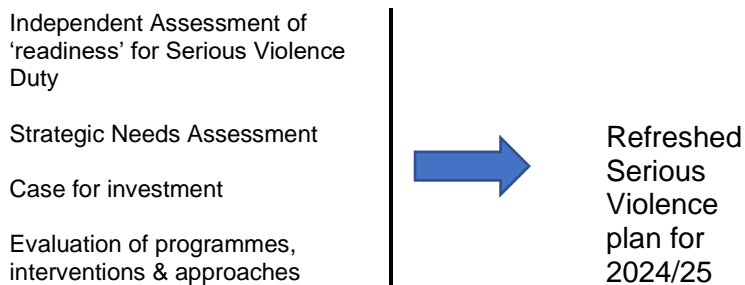 Independent Assessment of
‘readiness’ for Serious Violence
Duty
Strategic Needs Assessment
Case for investment
Evaluation of programmes,
interventions & approaches
Refreshed
Serious
Violence
plan for
2024/25